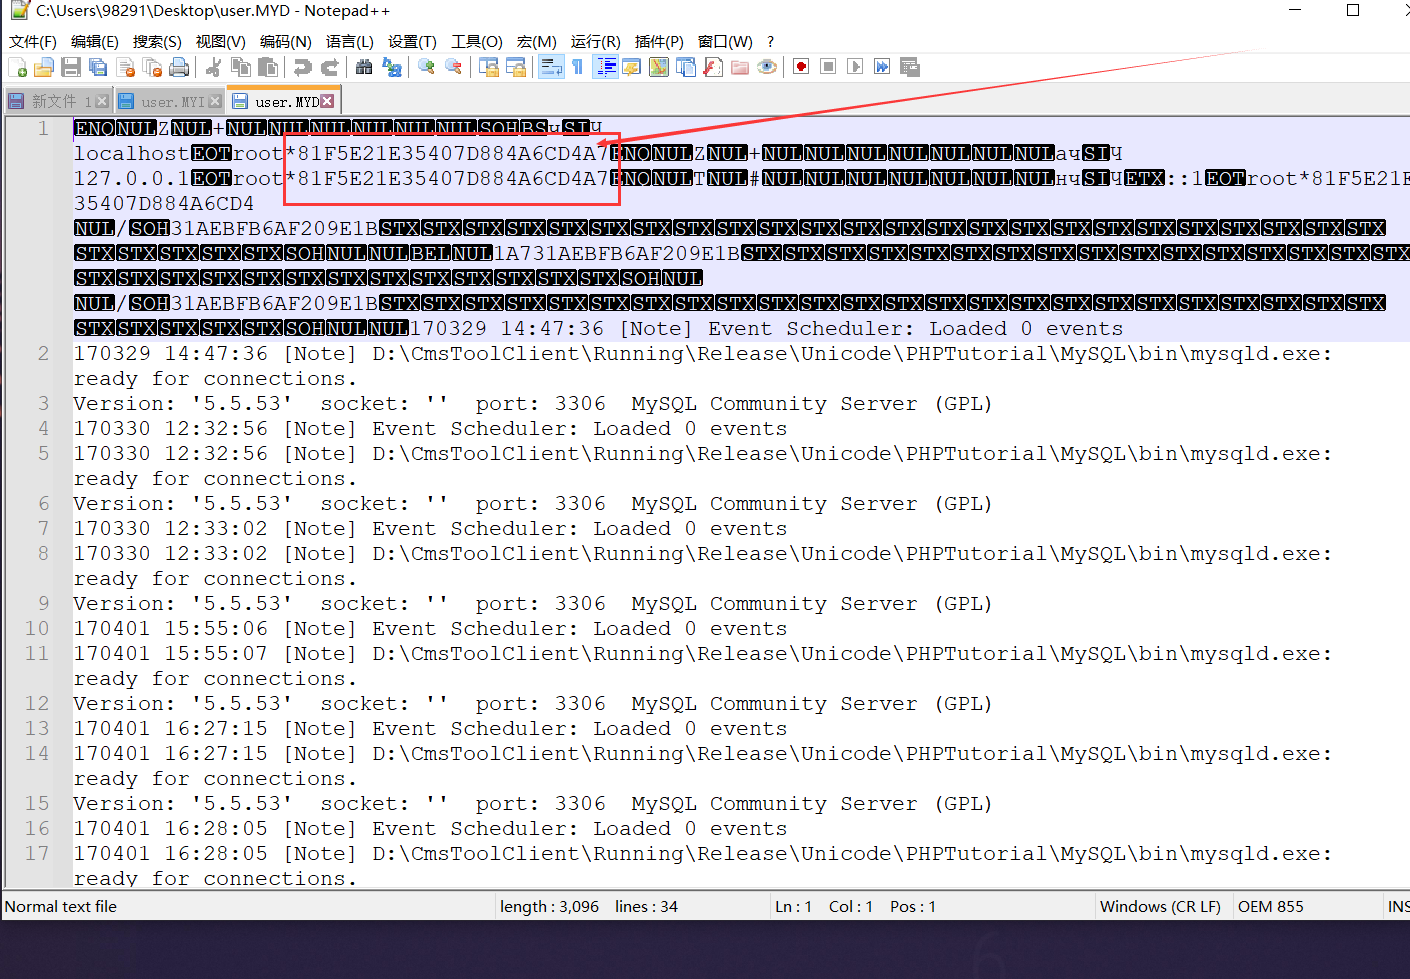 C:\Users\98291\Desktop\user.MYD - Notepad++
文件(F) 编辑(E) 搜索(S) 视图(V) 编码(N) 语言(L) 设置(T) 工具(O) 宏(M) 运行(R) 插件(P) 窗口(W) ?
新文件 1 user.MYI user.MYD
1 ENQNULZNUL+NULNULNULNULNULNULSOHBSчSIЧ
localhostEOTroot*81F5E21E35407D884A6CD4A7ENQNULZNUL+NULNULNULNULNULNULNULачSIЧ
127.0.0.1EOTroot*81F5E21E35407D884A6CD4A7ENQNULTNUL#NULNULNULNULNULNULNULнчSIЧETX::1EOTroot*81F5E21E
35407D884A6CD4
NUL/SOH31AEBFB6AF209E1BSTXSTXSTXSTXSTXSTXSTXSTXSTXSTXSTXSTXSTXSTXSTXSTXSTXSTXSTXSTXSTXSTXSTXSTX
STXSTXSTXSTXSTXSOHNULNULBELNUL1A731AEBFB6AF209E1BSTXSTXSTXSTXSTXSTXSTXSTXSTXSTXSTXSTXSTXSTXSTXSTX
STXSTXSTXSTXSTXSTXSTXSTXSTXSTXSTXSTXSTXSOHNUL
NUL/SOH31AEBFB6AF209E1BSTXSTXSTXSTXSTXSTXSTXSTXSTXSTXSTXSTXSTXSTXSTXSTXSTXSTXSTXSTXSTXSTXSTXSTX
STXSTXSTXSTXSTXSOHNULNUL170329 14:47:36 [Note] Event Scheduler: Loaded 0 events
2 170329 14:47:36 [Note] D:\CmsToolClient\Running\Release\Unicode\PHPTutorial\MySQL\bin\mysqld.exe:
ready for connections.
3 Version: '5.5.53'  socket: ''  port: 3306  MySQL Community Server (GPL)
4 170330 12:32:56 [Note] Event Scheduler: Loaded 0 events
5 170330 12:32:56 [Note] D:\CmsToolClient\Running\Release\Unicode\PHPTutorial\MySQL\bin\mysqld.exe:
ready for connections.
6 Version: '5.5.53'  socket: ''  port: 3306  MySQL Community Server (GPL)
7 170330 12:33:02 [Note] Event Scheduler: Loaded 0 events
8 170330 12:33:02 [Note] D:\CmsToolClient\Running\Release\Unicode\PHPTutorial\MySQL\bin\mysqld.exe:
ready for connections.
9 Version: '5.5.53'  socket: ''  port: 3306  MySQL Community Server (GPL)
10 170401 15:55:06 [Note] Event Scheduler: Loaded 0 events
11 170401 15:55:07 [Note] D:\CmsToolClient\Running\Release\Unicode\PHPTutorial\MySQL\bin\mysqld.exe:
ready for connections.
12 Version: '5.5.53'  socket: ''  port: 3306  MySQL Community Server (GPL)
13 170401 16:27:15 [Note] Event Scheduler: Loaded 0 events
14 170401 16:27:15 [Note] D:\CmsToolClient\Running\Release\Unicode\PHPTutorial\MySQL\bin\mysqld.exe:
ready for connections.
15 Version: '5.5.53'  socket: ''  port: 3306  MySQL Community Server (GPL)
16 170401 16:28:05 [Note] Event Scheduler: Loaded 0 events
17 170401 16:28:05 [Note] D:\CmsToolClient\Running\Release\Unicode\PHPTutorial\MySQL\bin\mysqld.exe:
ready for connections.
Normal text file length : 3,096 lines : 34 Ln : 1 Col : 1 Pos : 1 Windows (CR LF) OEM 855 INS